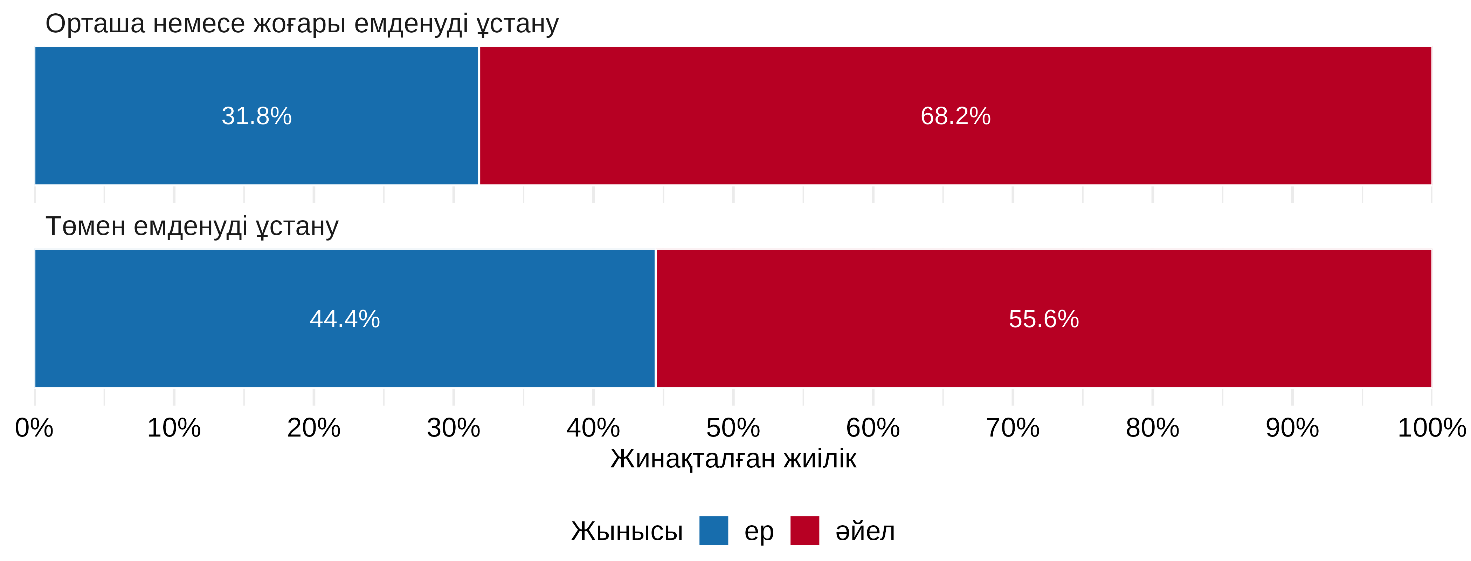 Орташа немесе жоғары емденуді ұстану
31.8% 68.2%
Төмен емденуді ұстану
44.4% 55.6%
0% 10% 20% 30% 40% 50% 60% 70% 80% 90% 100%
Жинақталған жиілік
Жынысы ер әйел